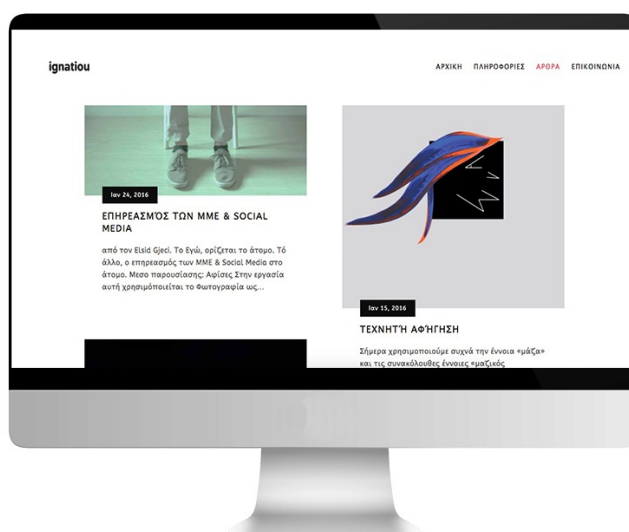 ignatiou
ΑΡΧΙΚΗ ΠΛΗΡΟΦΟΡΙΕΣ ΑΡΘΡΑ ΕΠΙΚΟΙΝΩΝΙΑ
Ιαν 24, 2016
ΕΠΗΡΕΑΣΜΌΣ ΤΩΝ ΜΜΕ & SOCIAL
MEDIA
από τον Elsid Gjeci. Το Εγώ, ορίζεται το άτομο. Τό
άλλο, ο επηρεασμός των ΜΜΕ & Social Media στο
άτομο. Μεσο παρουσίασης: Αφίσες Στην εργασία
αυτή χρησιμοποιείται το Φωτογραφία ως...
Ιαν 15, 2016
ΤΕΧΝΗΤΉ ΑΦΉΓΗΣΗ
Σήμερα χρησιμοποιούμε συχνά την έννοια «μάζα»
και τις συνακόλουθες έννοιες «μαζικός